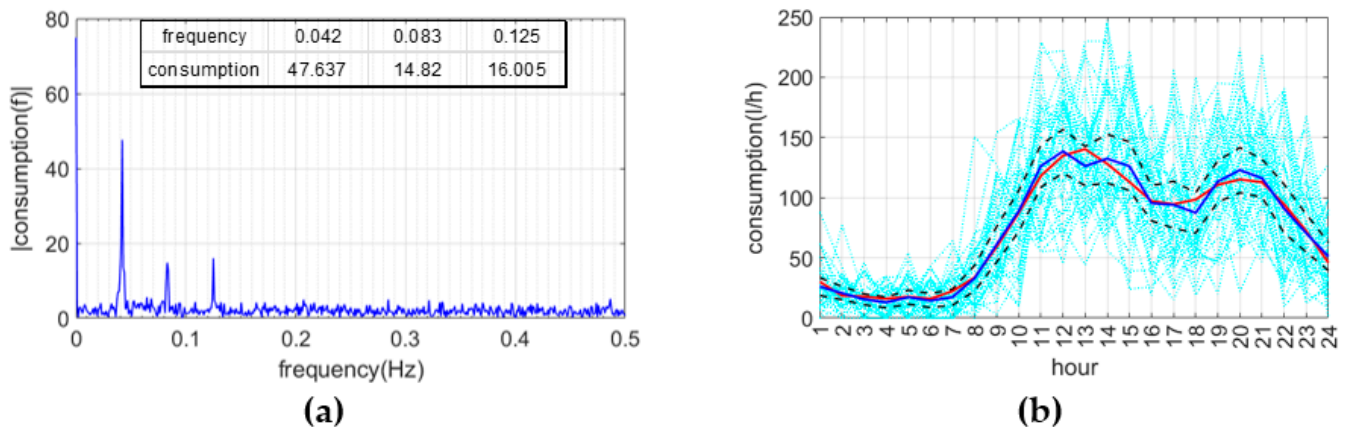 80
60
40
20
0
|consumption(f)|
frequency 0.042 0.083 0.125
consumption 47.637 14.82 16.005
0 0.1 0.2 0.3 0.4 0.5
frequency(Hz)
(a)
250
200
150
100
50
0
consumption(l/h)
1 2 3 4 5 6 7 8 9 10 11 12 13 14 15 16 17 18 19 20 21 22 23 24
hour
(b)